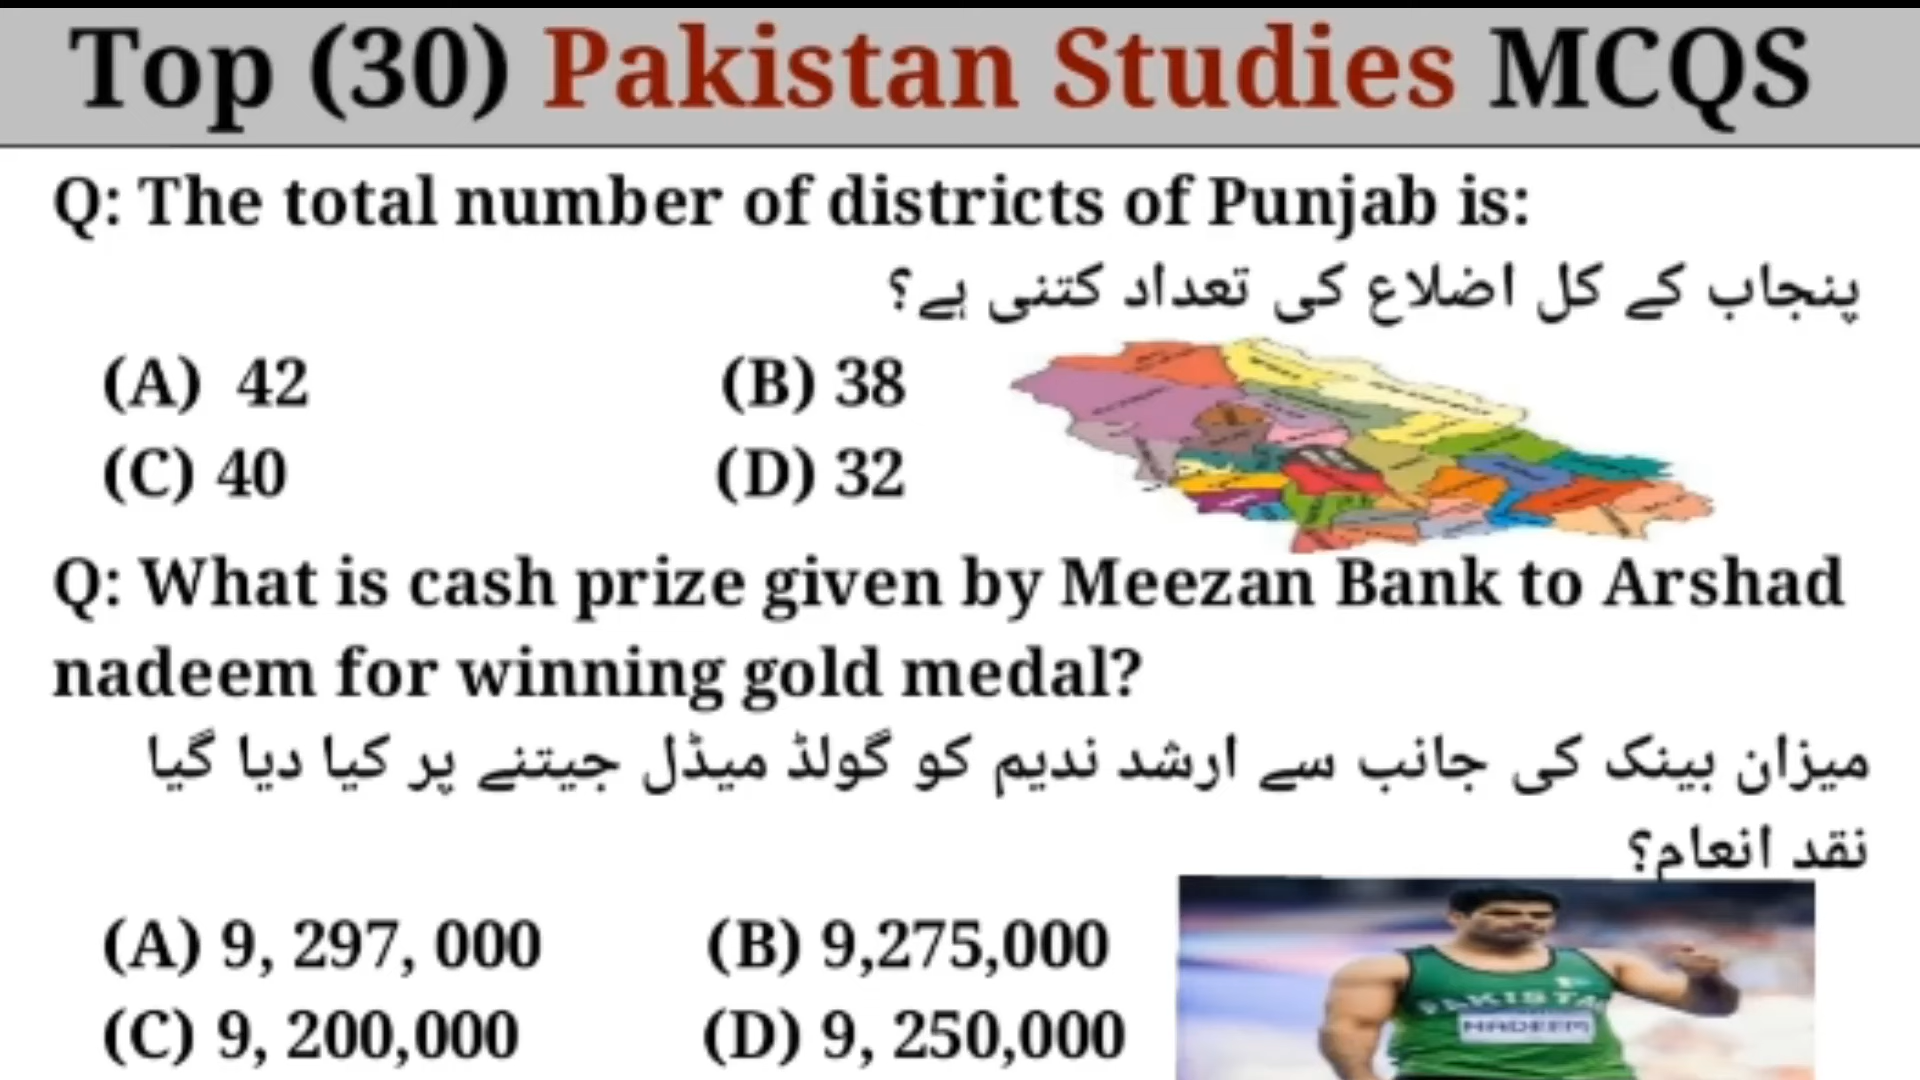 Top (30) Pakistan Studies MCQS
Q: The total number of districts of Punjab is:
پنجاب کے کل اضلاع کی تعداد کتنی ہے؟
(A) 42 (B) 38
(C) 40 (D) 32
Q: What is cash prize given by Meezan Bank to Arshad
nadeem for winning gold medal?
میزان بینک کی جانب سے ارشد ندیم کو گولڈ میڈل جیتنے پر کیا دیا گیا
نقد انعام؟
(A) 9, 297, 000 (B) 9,275,000
(C) 9, 200,000 (D) 9, 250,000
PAKISTA
NADEEM